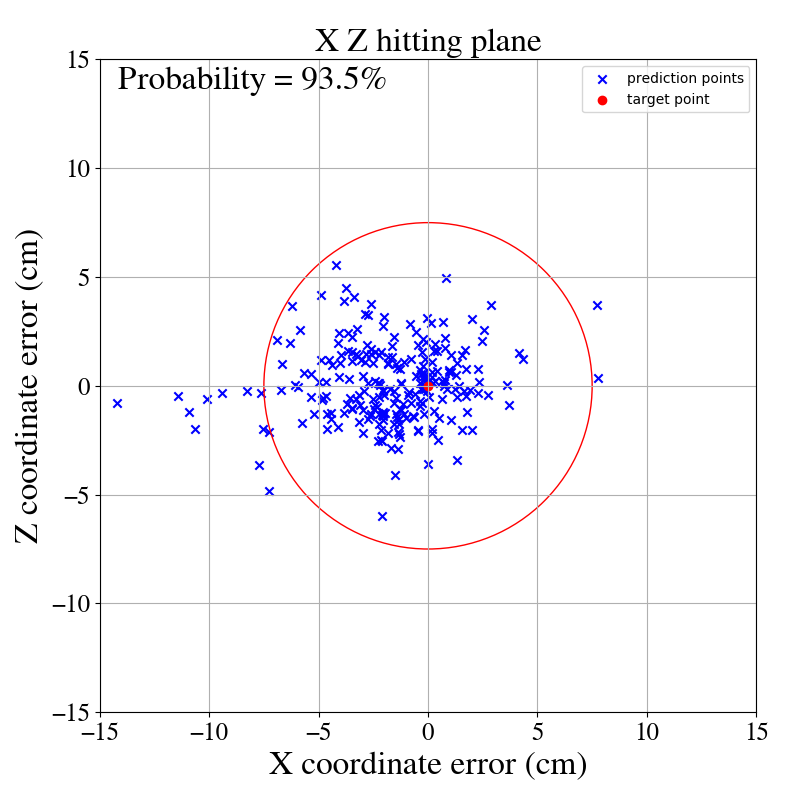 X Z hitting plane
Probability = 93.5%
prediction points
target point
Z coordinate error (cm)
15
10
5
0
−5
−10
−15
−15
−10
−5
0
5
10
15
X coordinate error (cm)